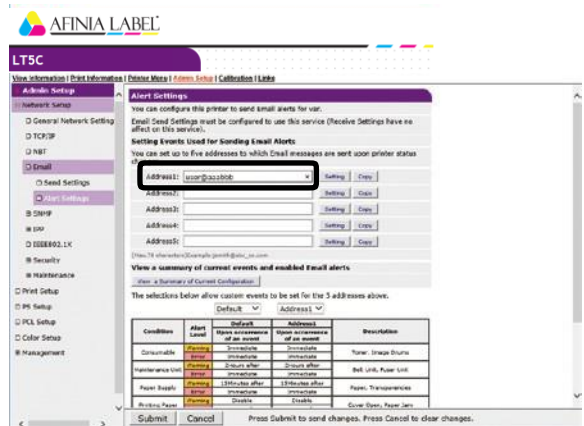 AFINIA LABEL
LT5C
View Information | Print Information | Printer Menu | Admin Setup | Calibration | Links
Admin Setup
Network Setup
General Network Setting
TCP/IP
NBT
Email
Send Settings
Alert Settings
SNMP
IPP
IEEE802.1X
Security
Maintenance
Print Setup
PS Setup
PCL Setup
Color Setup
Management
Alert Settings
You can configure this printer to send Email alerts for var.
Email Send Settings must be configured to use this service (Receive Settings have no
affect on this service).
Setting Events Used for Sending Email Alerts
You can set up to five addresses to which Email messages are sent upon printer status
Address1: user@aaabbb × Setting Copy
Address2: Setting Copy
Address3: Setting Copy
Address4: Setting Copy
Address5: Setting Copy
View a summary of current events and enabled Email alerts
View a Summary of Current Configuration
The selections below allow custom events to be set for the 5 addresses above.
Default Address1
Condition Alert Level Default Upon occurrence of an event Address1 Upon occurrence of an event Description
Consumable Warning Immediate Immediate Toner, Image Drums
Error Immediate Immediate
Maintenance Unit Warning 2Hours after 2Hours after Belt Unit, Fuser Unit
Error Immediate Immediate
Paper Supply Warning 15Minutes after 15Minutes after Paper, Transparencies
Error Immediate Immediate
Printing Paper Warning Disable Disable Cover Open, Paper Jam
Submit Cancel Press Submit to send changes. Press Cancel to clear changes.